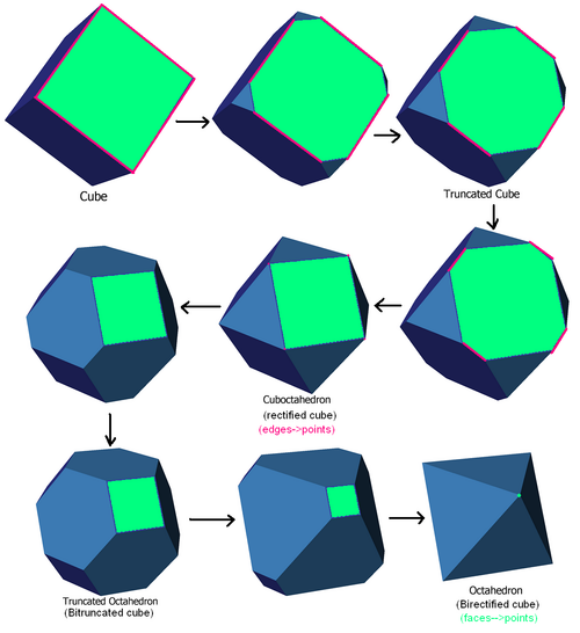 Cube
Truncated Cube
Cuboctahedron
(rectified cube)
(edges->points)
Truncated Octahedron
(Bitruncated cube)
Octahedron
(Birectified cube)
(faces-->points)